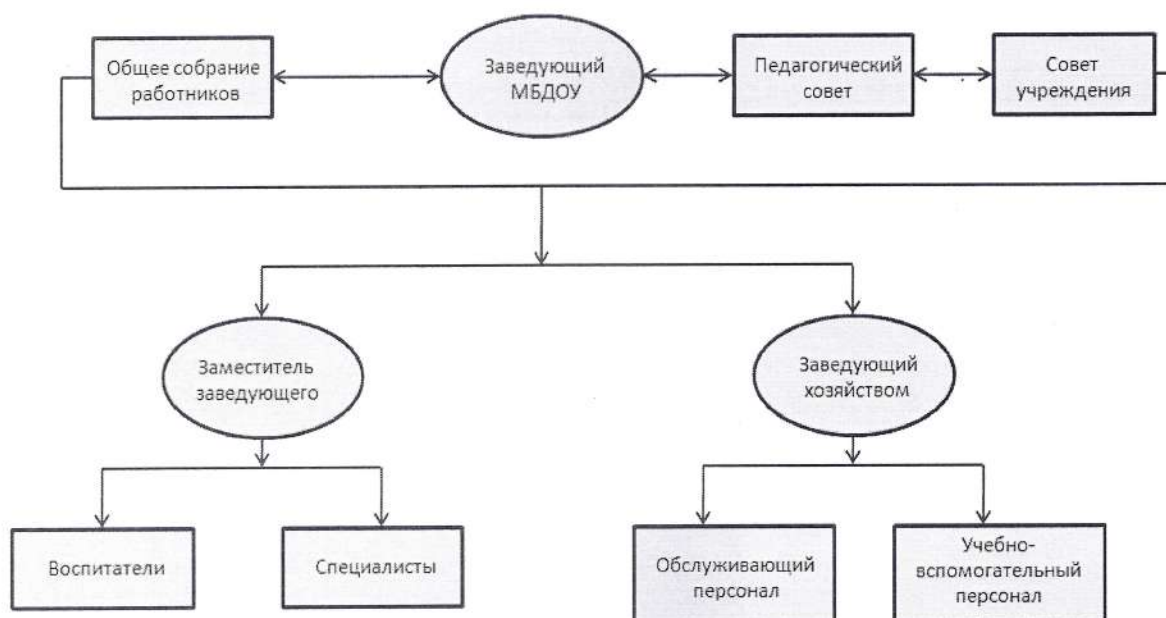 Общее собрание
работников
Заведующий
МБДОУ
Педагогический
совет
Совет
учреждения
Заместитель
заведующего
Заведующий
хозяйством
Воспитатели
Специалисты
Обслуживающий
персонал
Учебно-
вспомогательный
персонал